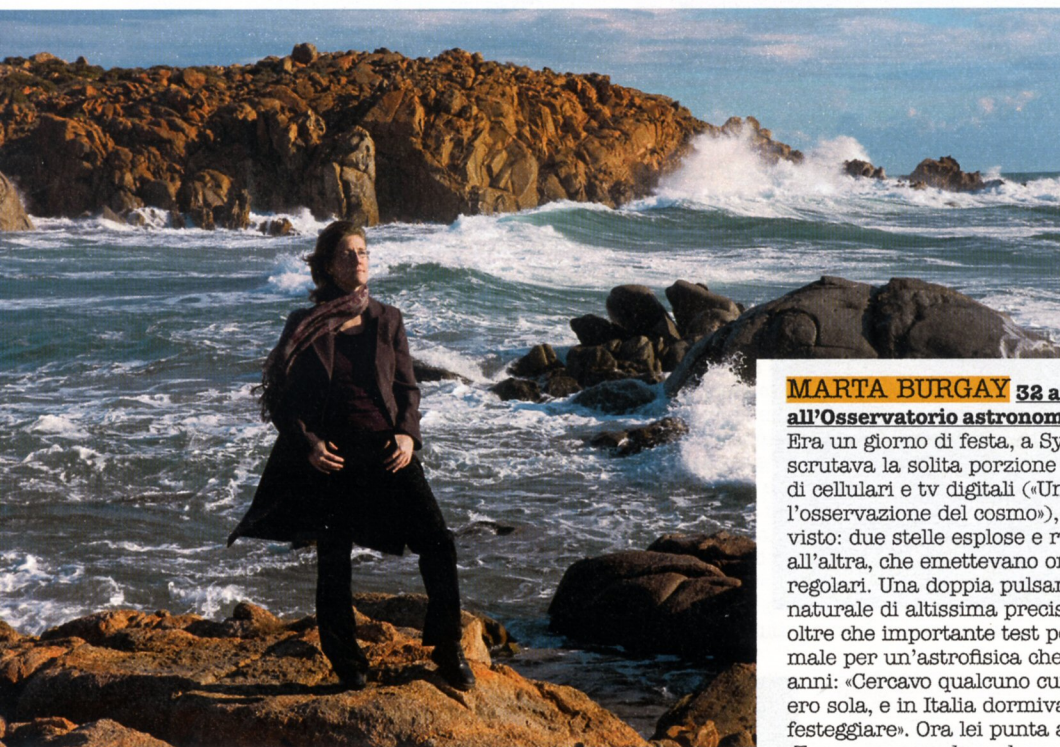 MARTA BURGAY 32 a
all'Osservatorio astronom
Era un giorno di festa, a Sy
scrutava la solita porzione
di cellulari e tv digitali («Un
l'osservazione del cosmo»),
visto: due stelle esplose e r
all'altra, che emettevano o
regolari. Una doppia pulsar
naturale di altissima precis
oltre che importante test p
male per un'astrofisica che
anni: «Cercavo qualcuno cu
ero sola, e in Italia dormiva
festeggiare». Ora lei punta